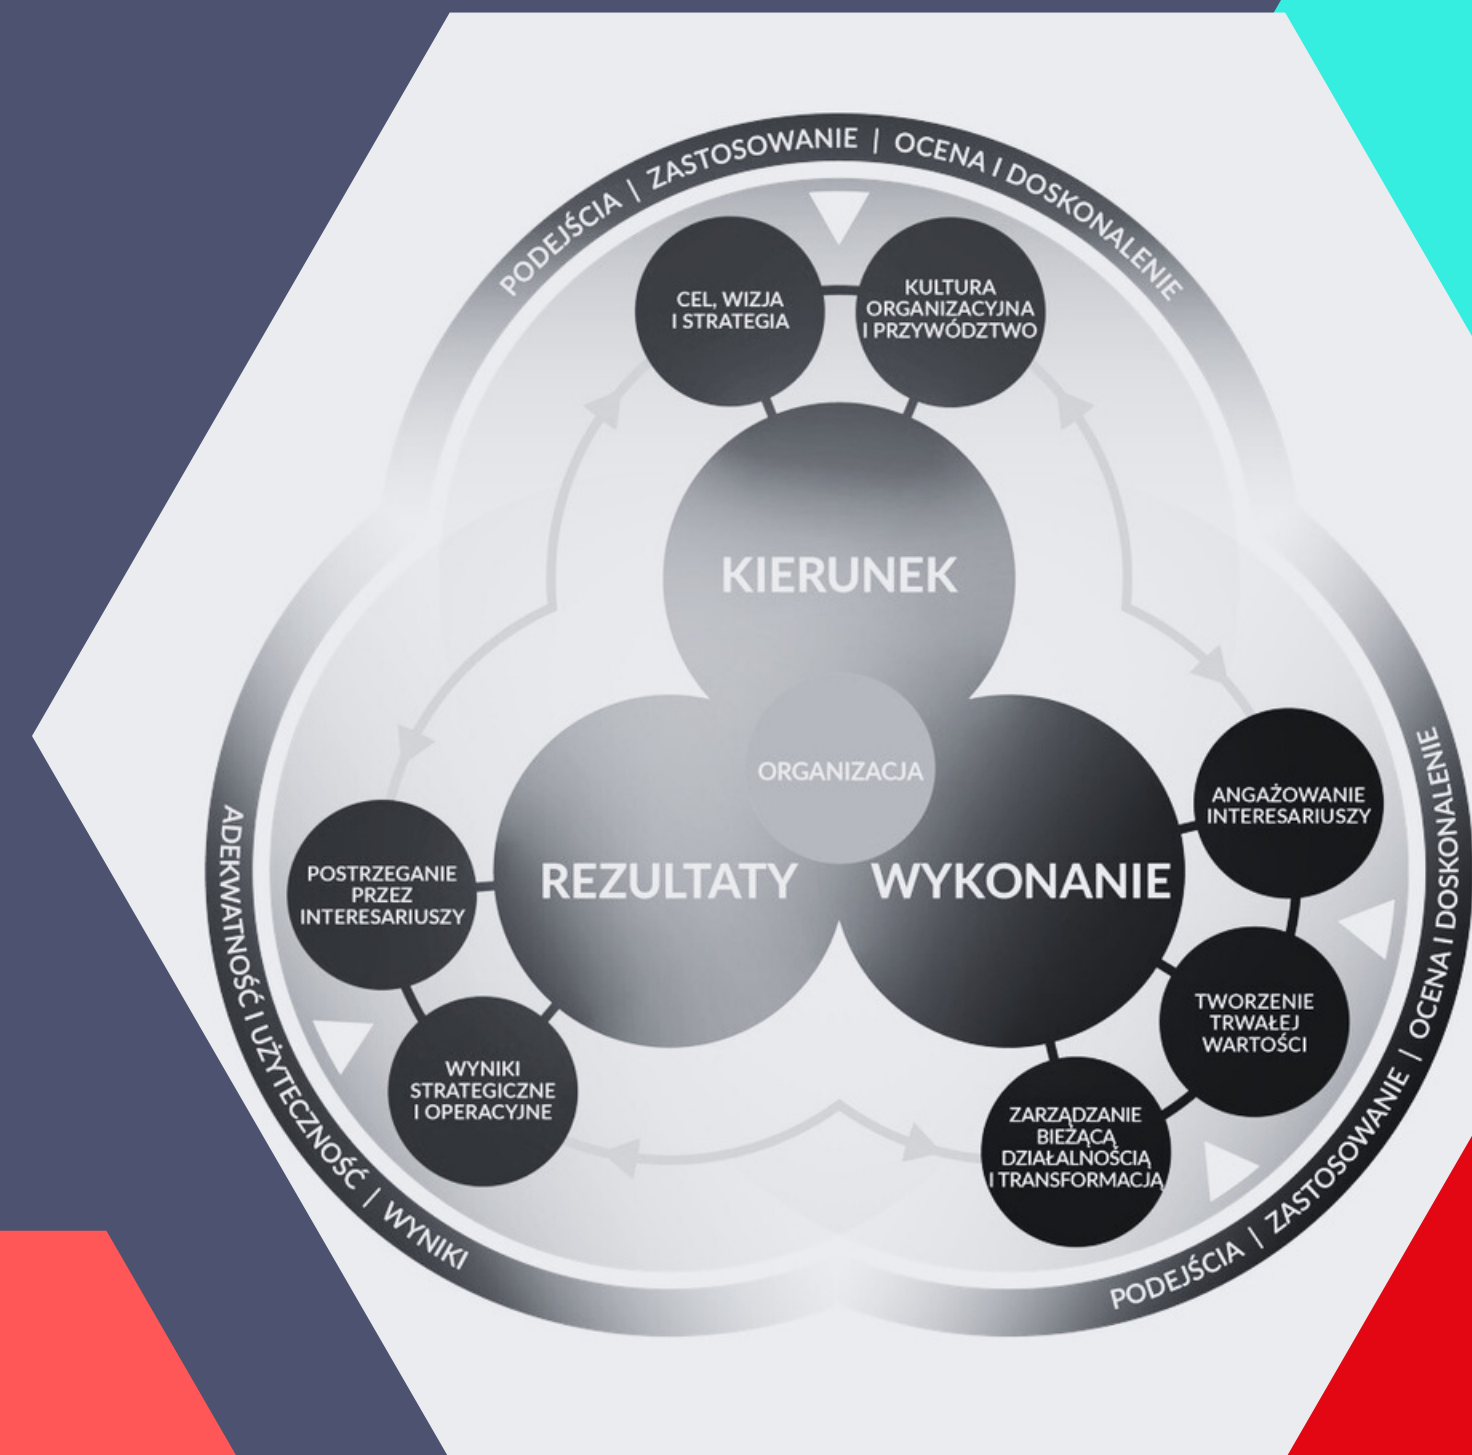 PODEJŚCIA | ZASTOSOWANIE | OCENA I DOSKONALENIE
CEL, WIZJA
I STRATEGIA
KULTURA
ORGANIZACYJNA
I PRZYWÓDZTWO
KIERUNEK
ORGANIZACJA
REZULTATY
WYKONANIE
ANGAŻOWANIE
INTERESARIUSZY
TWORZENIE
TRWAŁEJ
WARTOŚCI
ZARZĄDZANIE
BIEŻĄCĄ
DZIAŁALNOŚCIĄ
I TRANSFORMACJĄ
PODEJŚCIA | ZASTOSOWANIE | OCENA I DOSKONALENIE
POSTRZEGANIE
PRZEZ
INTERESARIUSZY
WYNIKI
STRATEGICZNE
I OPERACYJNE
ADEKWATNOŚĆ I UŻYTECZNOŚĆ | WYNIKI